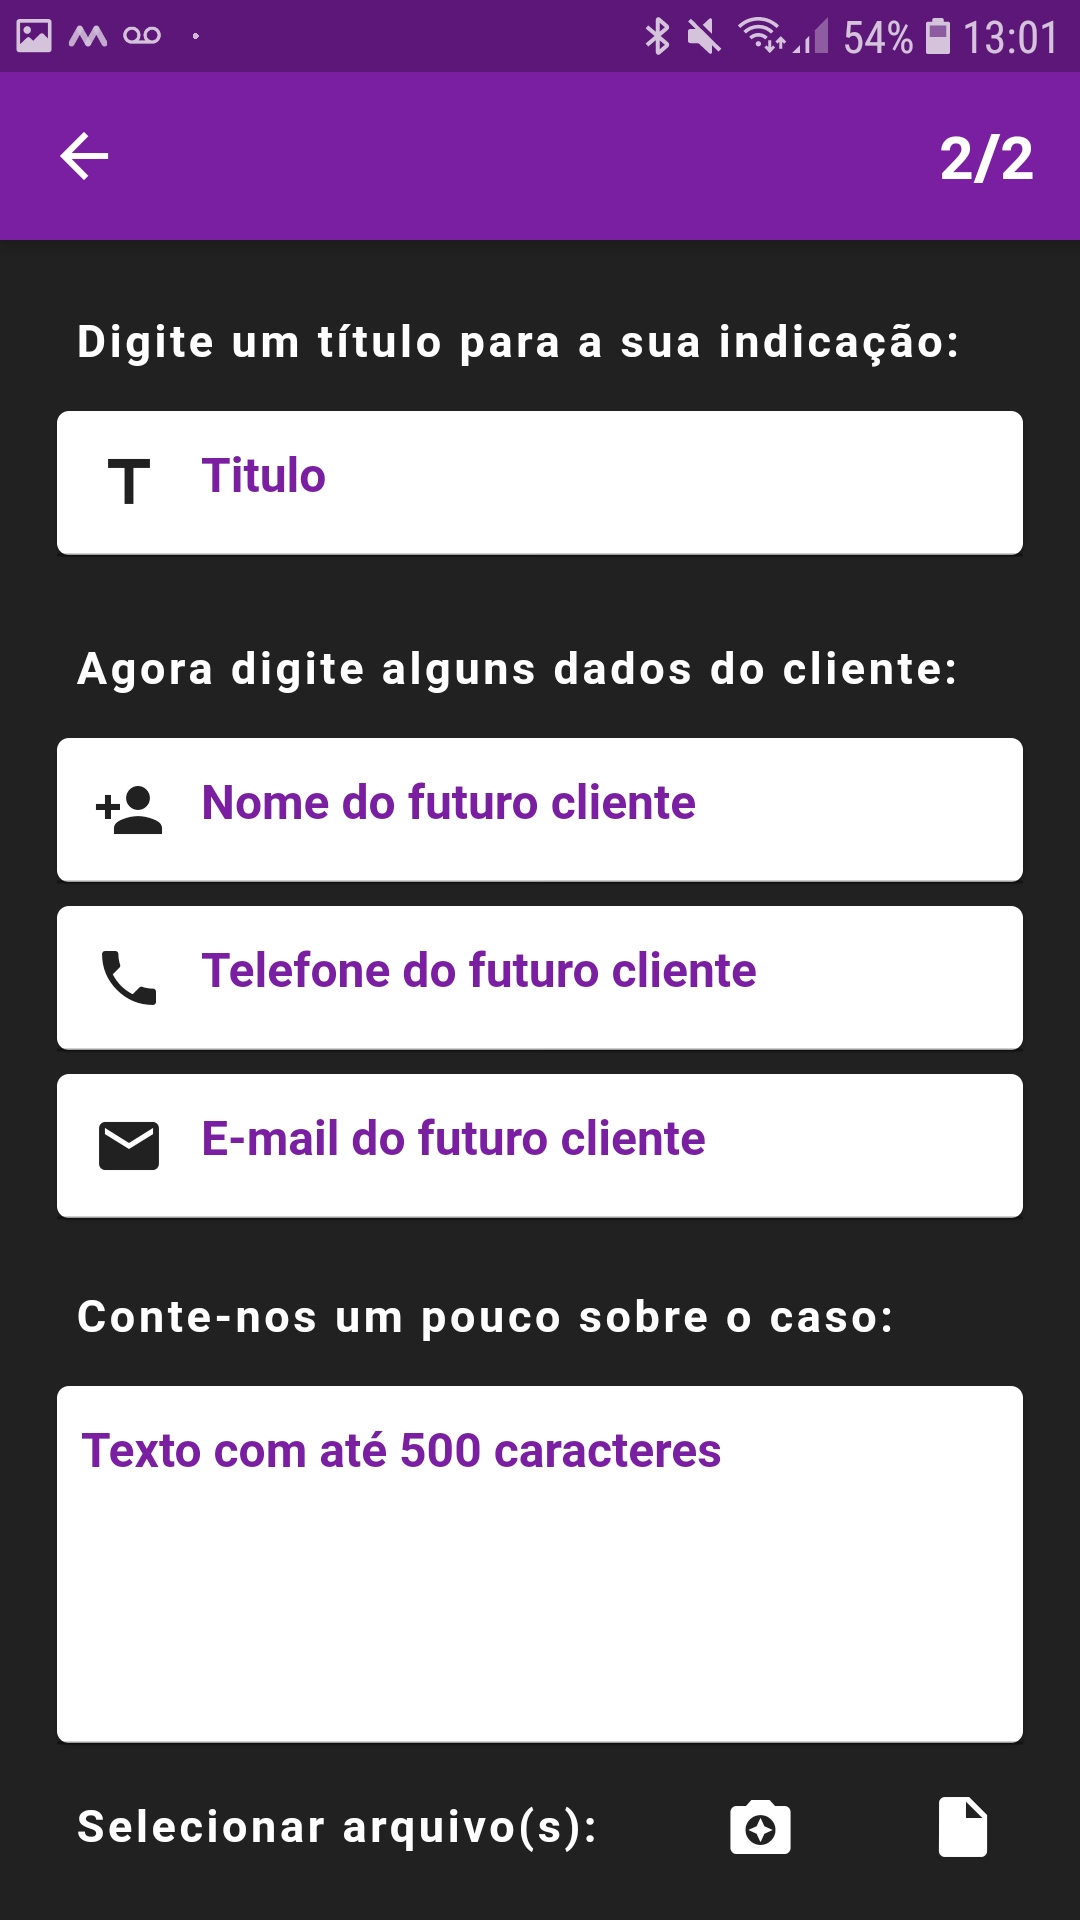 54% 13:01
2/2
Digite um título para a sua indicação:
Titulo
Agora digite alguns dados do cliente:
Nome do futuro cliente
Telefone do futuro cliente
E-mail do futuro cliente
Conte-nos um pouco sobre o caso:
Texto com até 500 caracteres
Selecionar arquivo(s):